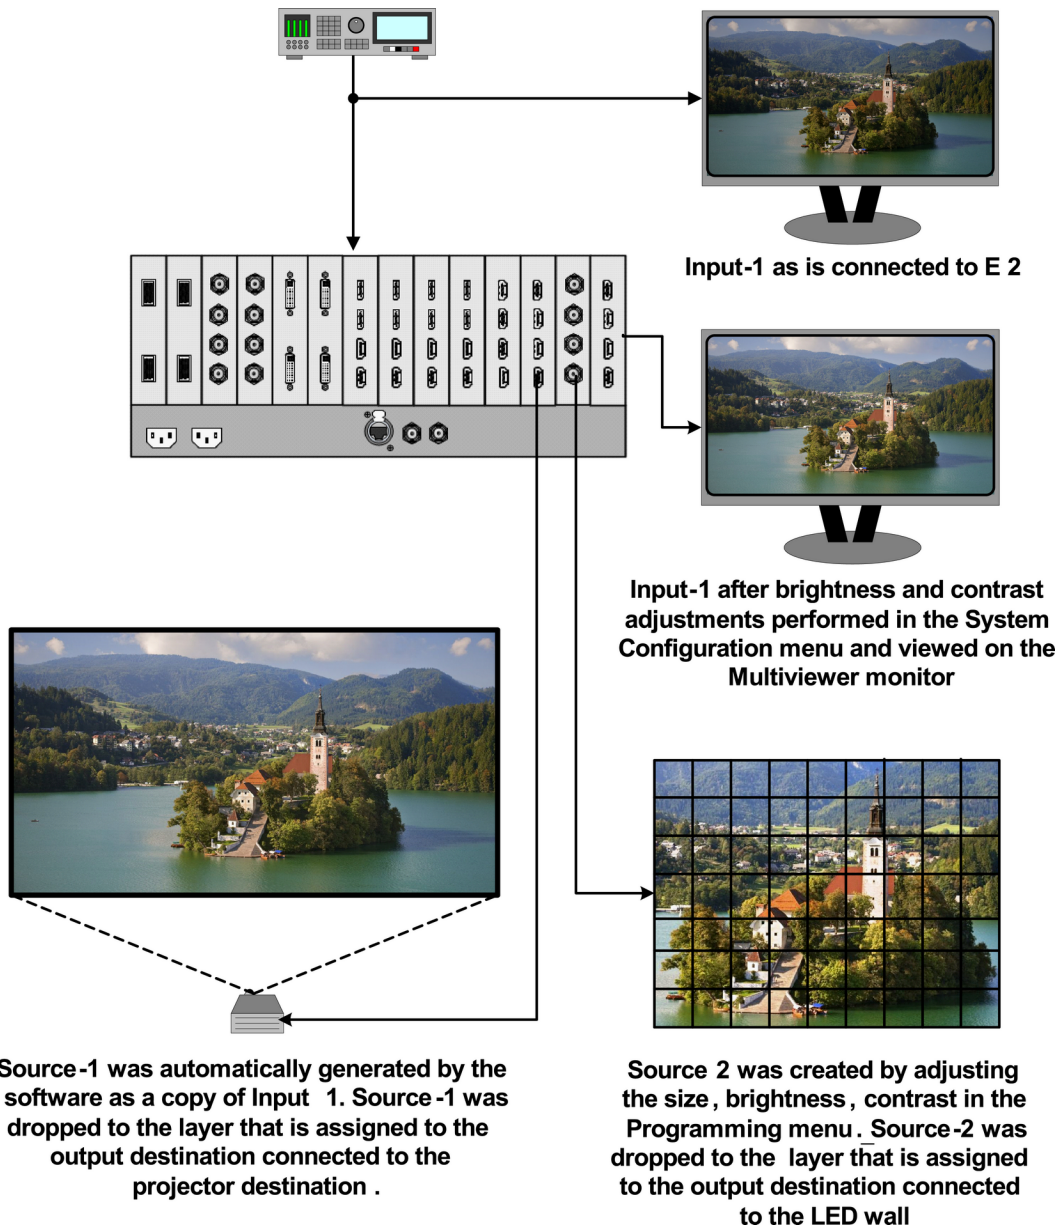 Input-1 as is connected to E 2
Input-1 after brightness and contrast
adjustments performed in the System
Configuration menu and viewed on the
Multiviewer monitor
Source-1 was automatically generated by the
software as a copy of Input 1. Source-1 was
dropped to the layer that is assigned to the
output destination connected to the
projector destination .
Source 2 was created by adjusting
the size, brightness, contrast in the
Programming menu. Source-2 was
dropped to the layer that is assigned
to the output destination connected
to the LED wall